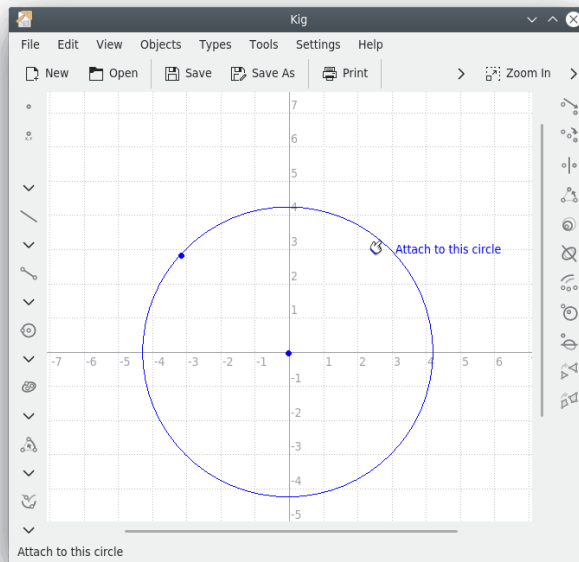 Kig
File Edit View Objects Types Tools Settings Help
New Open Save Save As Print Zoom In
7
6
5
4
3
Attach to this circle
2
1
-7 -6 -5 -4 -3 -2 -1 1 2 3 4 5 6
-1
-2
-3
-4
-5
Attach to this circle